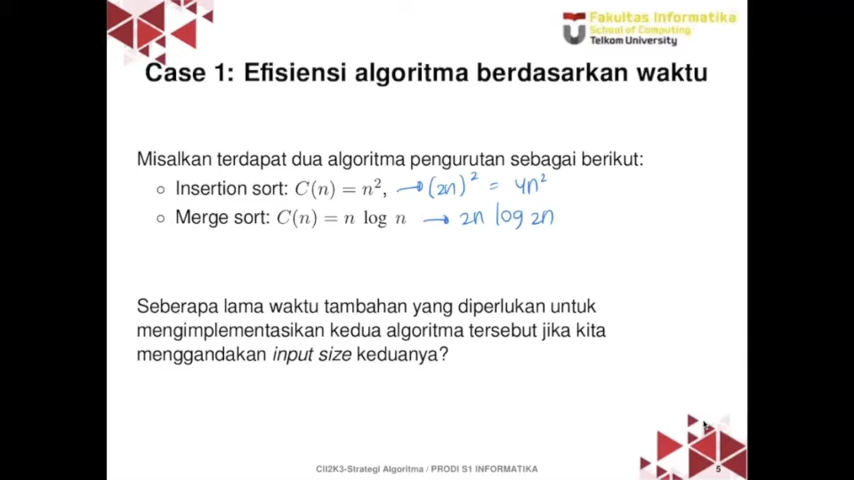 Fakultas Informatika
School of Computing
Telkom University
Case 1: Efisiensi algoritma berdasarkan waktu
Misalkan terdapat dua algoritma pengurutan sebagai berikut:
○ Insertion sort: C(n) = n², → (2n)² = 4n²
○ Merge sort: C(n) = n log n → 2n log 2n
Seberapa lama waktu tambahan yang diperlukan untuk
mengimplementasikan kedua algoritma tersebut jika kita
menggandakan input size keduanya?
CII2K3-Strategi Algoritma / PRODI S1 INFORMATIKA
5